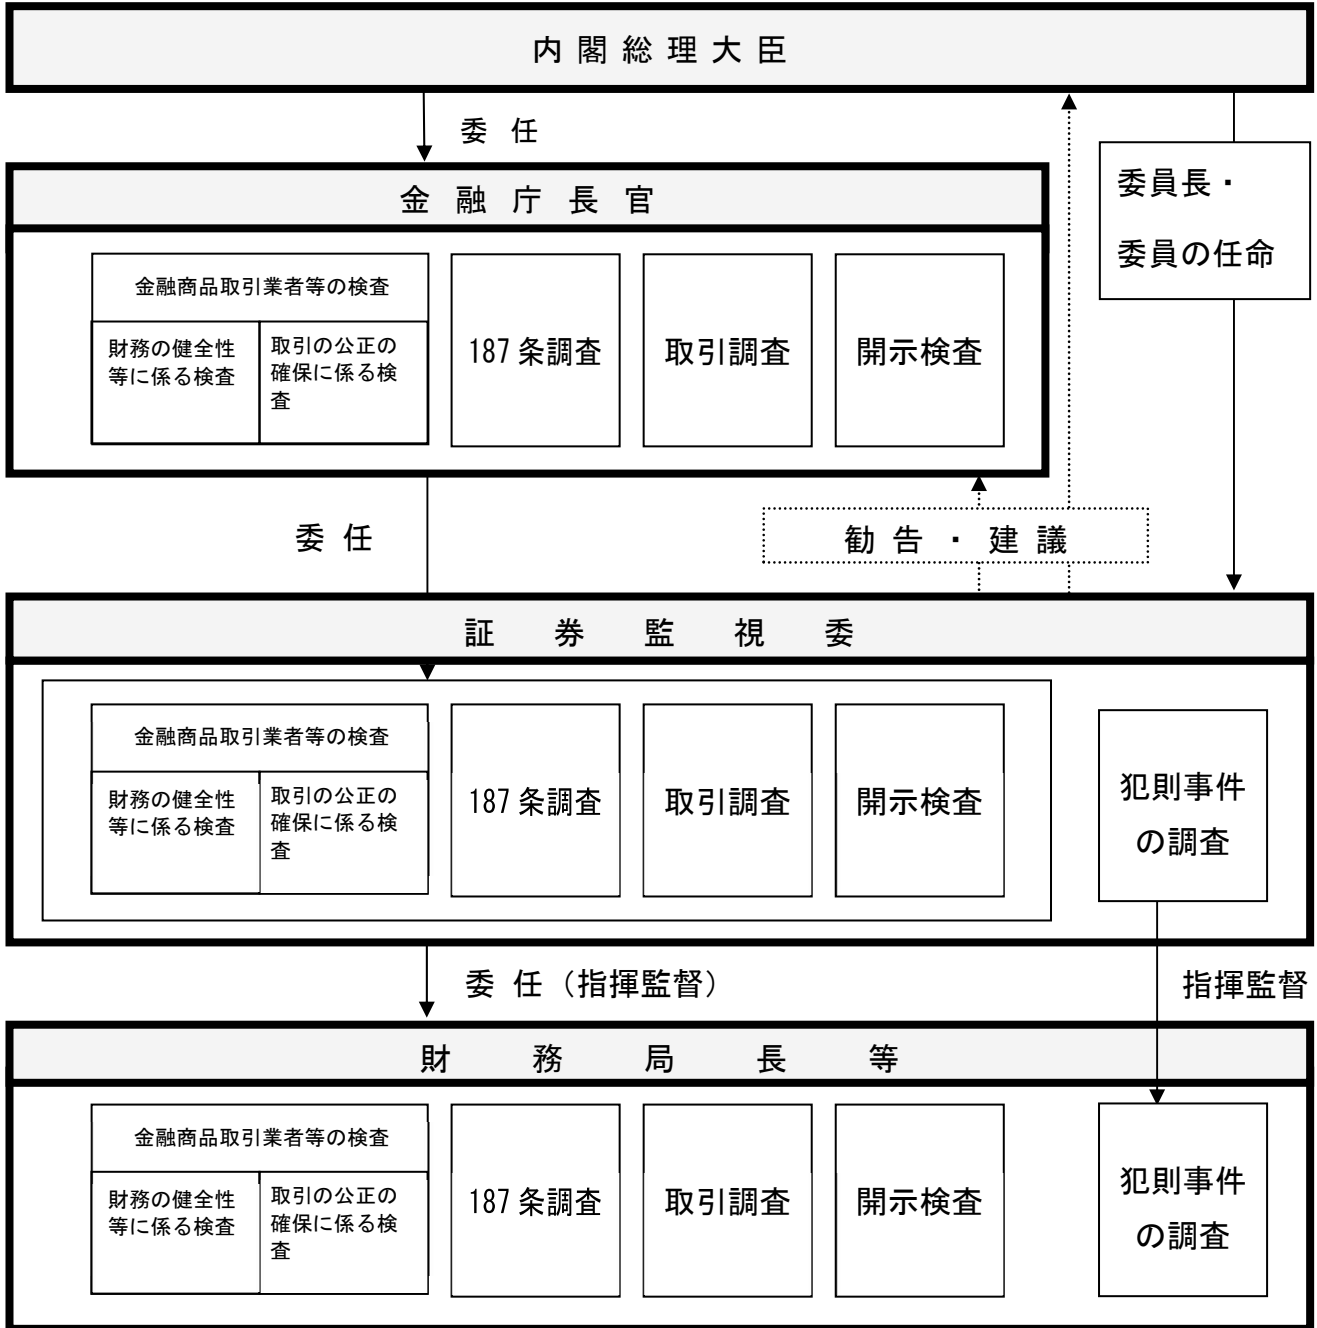 内閣総理大臣
委任
委員長・
委員の任命
金融庁長官
金融商品取引業者等の検査
財務の健全性
等に係る検査
取引の公正の
確保に係る検
査
187条調査
取引調査
開示検査
委任
勧告・建議
証券監視委
金融商品取引業者等の検査
財務の健全性
等に係る検査
取引の公正の
確保に係る検
査
187条調査
取引調査
開示検査
犯則事件
の調査
委任（指揮監督）
指揮監督
財務局長等
金融商品取引業者等の検査
財務の健全性
等に係る検査
取引の公正の
確保に係る検
査
187条調査
取引調査
開示検査
犯則事件
の調査